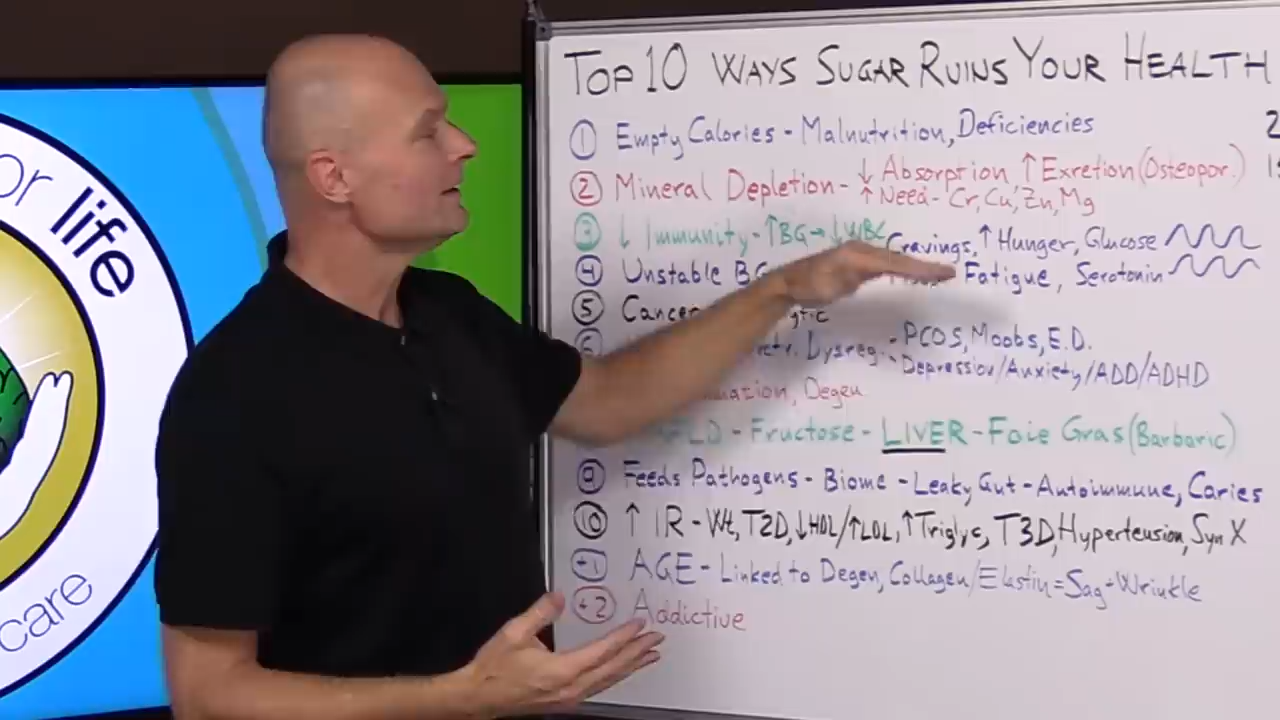 or life
care
TOP 10 WAYS SUGAR RUINS YOUR HEALTH
① Empty Calories - Malnutrition, Deficiencies
② Mineral Depletion - ↓ Absorption, ↑ Exretion (Osteopor.)
↑ Need - Cr, Cu, Zn, Mg
③ ↓ Immunity - ↑BG → ↓WBC
④ Unstable BG Cravings, ↑ Hunger, Glucose
Fatigue, Serotonin
⑤ Cancer
Dysreg. - PCOS, Moobs, E.D.
- Depression/Anxiety/ADD/ADHD
Degen
FLD - Fructose - LIVER - Foie Gras (Barbaric)
⑨ Feeds Pathogens - Biome - Leaky Gut - Autoimmune, Caries
⑩ ↑ IR - Wt, T2D, ↓HDL/↑LDL, ↑Triglyc, T3D, Hypertension, Syn X
+1 AGE - Linked to Degen, Collagen/Elastin = Sag + Wrinkle
+2 Addictive